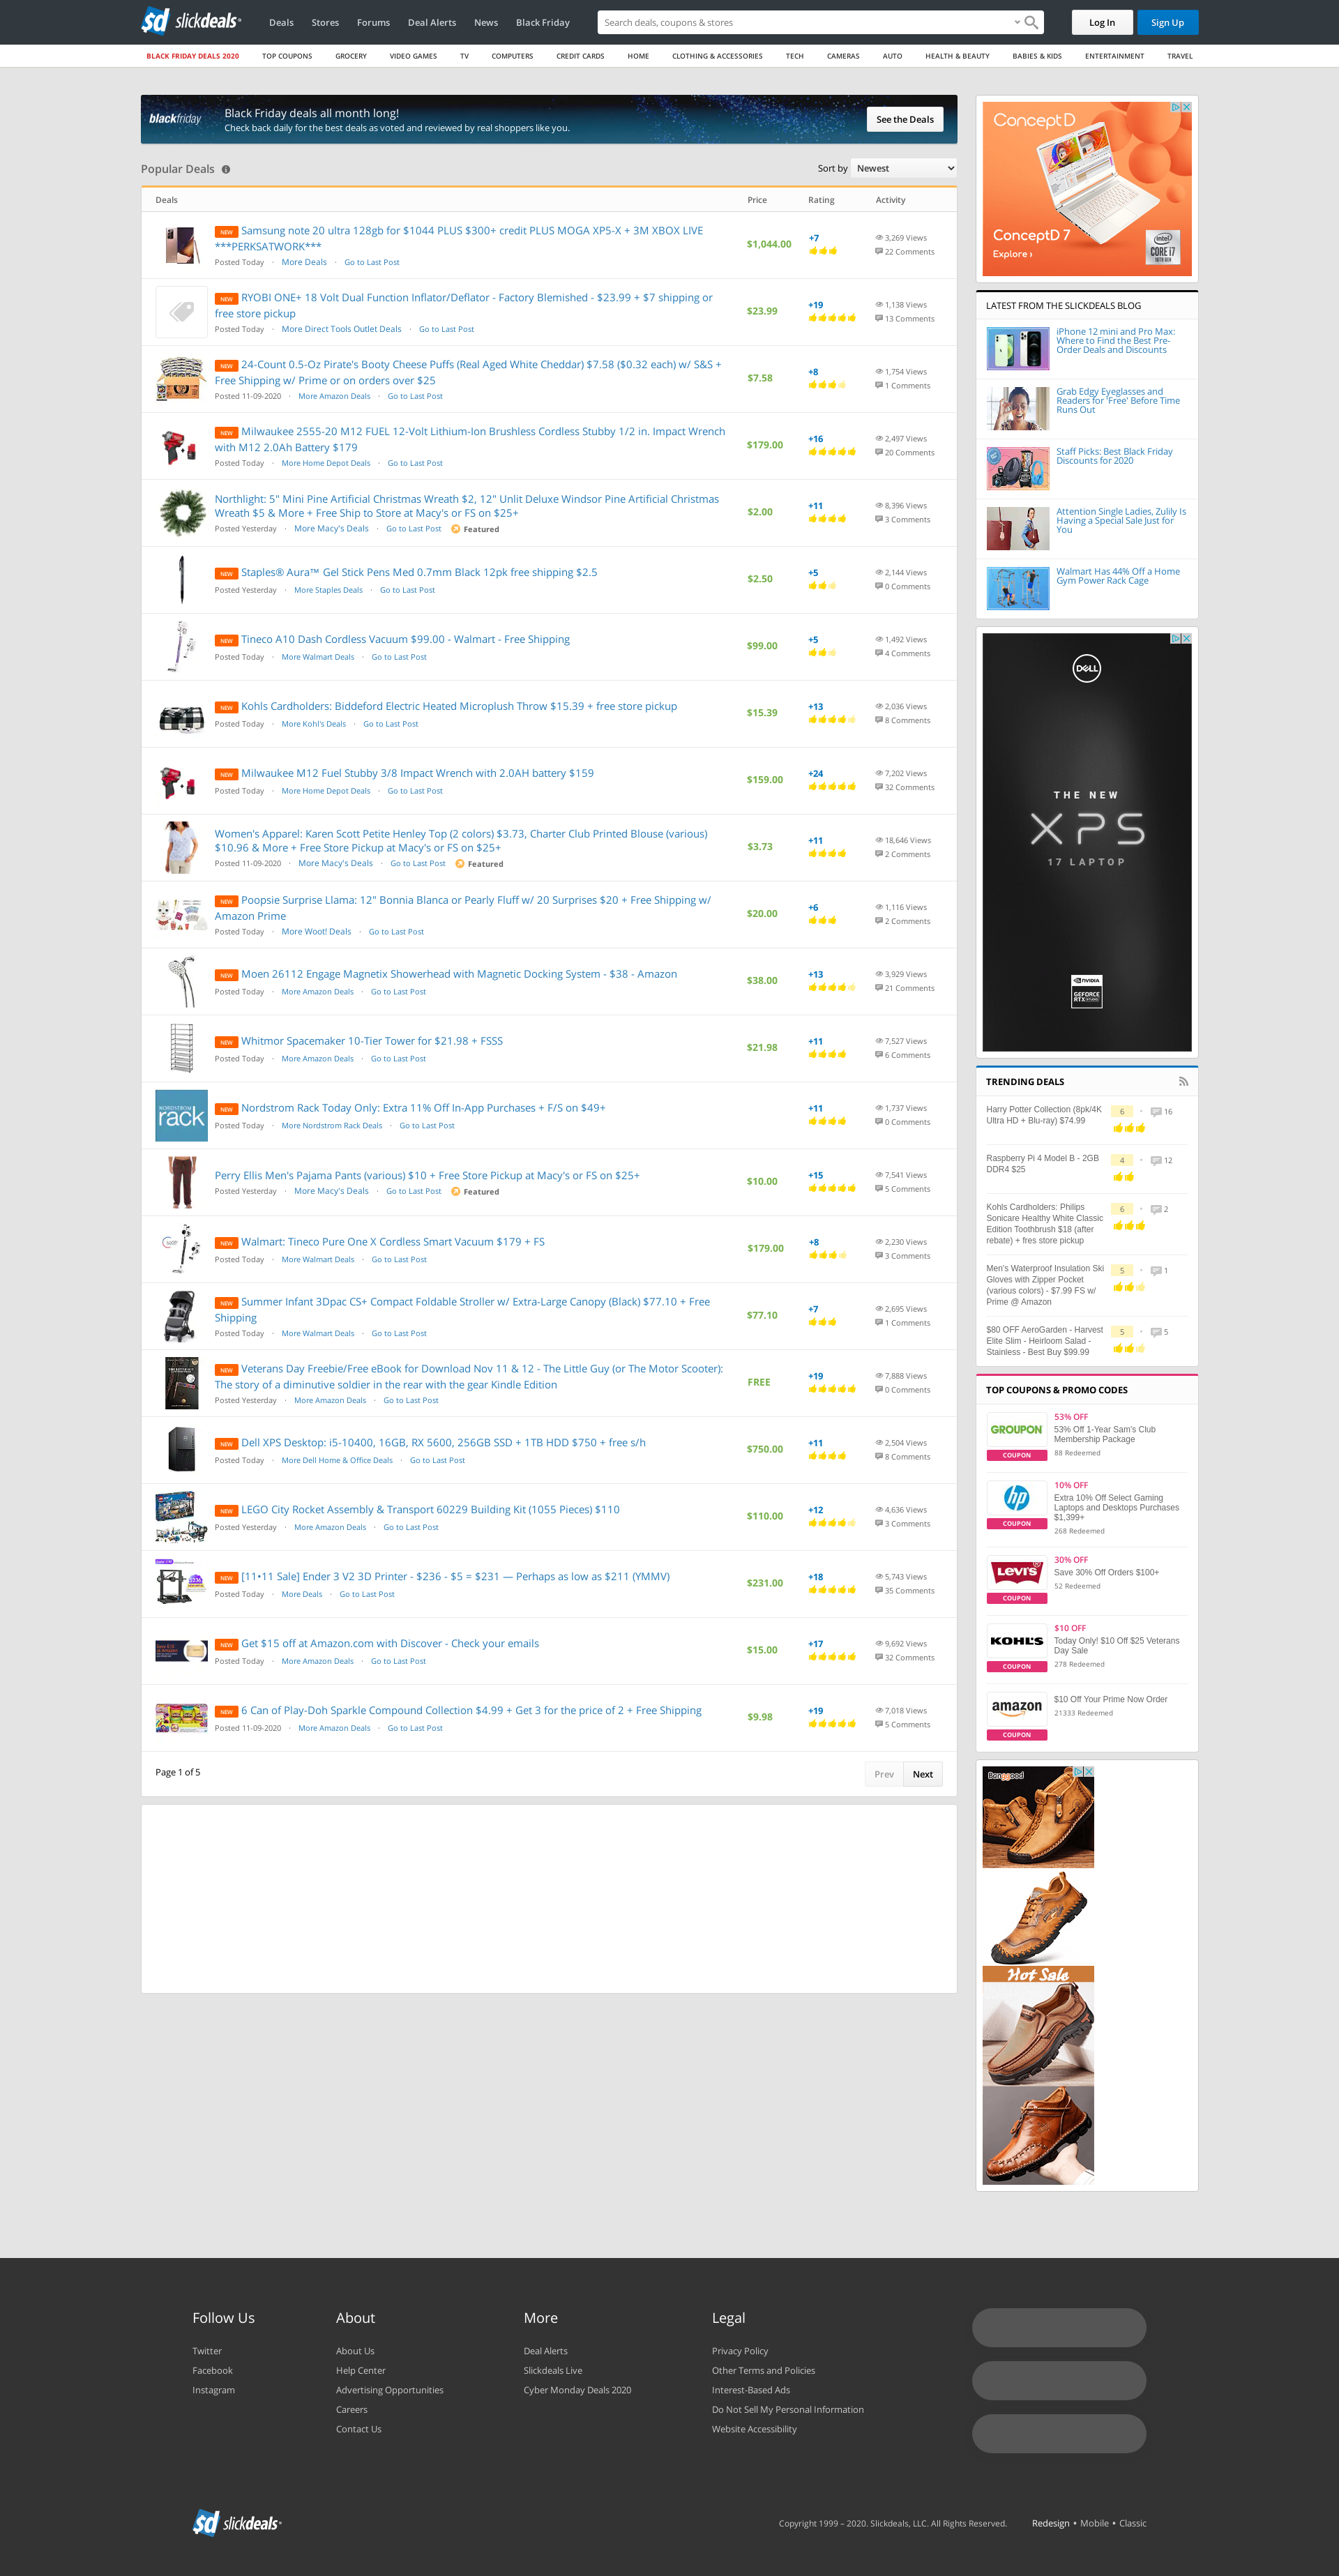 slickdeals
Deals Stores Forums Deal Alerts News Black Friday
Search deals, coupons & stores
Log In Sign Up
BLACK FRIDAY DEALS 2020 TOP COUPONS GROCERY VIDEO GAMES TV COMPUTERS CREDIT CARDS HOME CLOTHING & ACCESSORIES TECH CAMERAS AUTO HEALTH & BEAUTY BABIES & KIDS ENTERTAINMENT TRAVEL
blackfriday
Black Friday deals all month long!
Check back daily for the best deals as voted and reviewed by real shoppers like you.
See the Deals
Popular Deals
Sort by Newest
Deals Price Rating Activity
NEW Samsung note 20 ultra 128gb for $1044 PLUS $300+ credit PLUS MOGA XP5-X + 3M XBOX LIVE
***PERKSATWORK***
Posted Today · More Deals · Go to Last Post
$1,044.00
+7
3,269 Views
22 Comments
NEW RYOBI ONE+ 18 Volt Dual Function Inflator/Deflator - Factory Blemished - $23.99 + $7 shipping or
free store pickup
Posted Today · More Direct Tools Outlet Deals · Go to Last Post
$23.99
+19
1,138 Views
13 Comments
NEW 24-Count 0.5-Oz Pirate's Booty Cheese Puffs (Real Aged White Cheddar) $7.58 ($0.32 each) w/ S&S +
Free Shipping w/ Prime or on orders over $25
Posted 11-09-2020 · More Amazon Deals · Go to Last Post
$7.58
+8
1,754 Views
1 Comments
NEW Milwaukee 2555-20 M12 FUEL 12-Volt Lithium-Ion Brushless Cordless Stubby 1/2 in. Impact Wrench
with M12 2.0Ah Battery $179
Posted Today · More Home Depot Deals · Go to Last Post
$179.00
+16
2,497 Views
20 Comments
Northlight: 5" Mini Pine Artificial Christmas Wreath $2, 12" Unlit Deluxe Windsor Pine Artificial Christmas
Wreath $5 & More + Free Ship to Store at Macy's or FS on $25+
Posted Yesterday · More Macy's Deals · Go to Last Post Featured
$2.00
+11
8,396 Views
3 Comments
NEW Staples® Aura™ Gel Stick Pens Med 0.7mm Black 12pk free shipping $2.5
Posted Yesterday · More Staples Deals · Go to Last Post
$2.50
+5
2,144 Views
0 Comments
NEW Tineco A10 Dash Cordless Vacuum $99.00 - Walmart - Free Shipping
Posted Today · More Walmart Deals · Go to Last Post
$99.00
+5
1,492 Views
4 Comments
NEW Kohls Cardholders: Biddeford Electric Heated Microplush Throw $15.39 + free store pickup
Posted Today · More Kohl's Deals · Go to Last Post
$15.39
+13
2,036 Views
8 Comments
NEW Milwaukee M12 Fuel Stubby 3/8 Impact Wrench with 2.0AH battery $159
Posted Today · More Home Depot Deals · Go to Last Post
$159.00
+24
7,202 Views
32 Comments
Women's Apparel: Karen Scott Petite Henley Top (2 colors) $3.73, Charter Club Printed Blouse (various)
$10.96 & More + Free Store Pickup at Macy's or FS on $25+
Posted 11-09-2020 · More Macy's Deals · Go to Last Post Featured
$3.73
+11
18,646 Views
2 Comments
NEW Poopsie Surprise Llama: 12" Bonnia Blanca or Pearly Fluff w/ 20 Surprises $20 + Free Shipping w/
Amazon Prime
Posted Today · More Woot! Deals · Go to Last Post
$20.00
+6
1,116 Views
2 Comments
NEW Moen 26112 Engage Magnetix Showerhead with Magnetic Docking System - $38 - Amazon
Posted Today · More Amazon Deals · Go to Last Post
$38.00
+13
3,929 Views
21 Comments
NEW Whitmor Spacemaker 10-Tier Tower for $21.98 + FSSS
Posted Today · More Amazon Deals · Go to Last Post
$21.98
+11
7,527 Views
6 Comments
NORDSTROM
rack
NEW Nordstrom Rack Today Only: Extra 11% Off In-App Purchases + F/S on $49+
Posted Today · More Nordstrom Rack Deals · Go to Last Post
+11
1,737 Views
0 Comments
Perry Ellis Men's Pajama Pants (various) $10 + Free Store Pickup at Macy's or FS on $25+
Posted Yesterday · More Macy's Deals · Go to Last Post Featured
$10.00
+15
7,541 Views
5 Comments
NEW Walmart: Tineco Pure One X Cordless Smart Vacuum $179 + FS
Posted Today · More Walmart Deals · Go to Last Post
$179.00
+8
2,230 Views
3 Comments
NEW Summer Infant 3Dpac CS+ Compact Foldable Stroller w/ Extra-Large Canopy (Black) $77.10 + Free
Shipping
Posted Today · More Walmart Deals · Go to Last Post
$77.10
+7
2,695 Views
1 Comments
NEW Veterans Day Freebie/Free eBook for Download Nov 11 & 12 - The Little Guy (or The Motor Scooter):
The story of a diminutive soldier in the rear with the gear Kindle Edition
Posted Yesterday · More Amazon Deals · Go to Last Post
FREE
+19
7,888 Views
0 Comments
NEW Dell XPS Desktop: i5-10400, 16GB, RX 5600, 256GB SSD + 1TB HDD $750 + free s/h
Posted Today · More Dell Home & Office Deals · Go to Last Post
$750.00
+11
2,504 Views
8 Comments
NEW LEGO City Rocket Assembly & Transport 60229 Building Kit (1055 Pieces) $110
Posted Yesterday · More Amazon Deals · Go to Last Post
$110.00
+12
4,636 Views
3 Comments
NEW [11•11 Sale] Ender 3 V2 3D Printer - $236 - $5 = $231 — Perhaps as low as $211 (YMMV)
Posted Today · More Deals · Go to Last Post
$231.00
+18
5,743 Views
35 Comments
NEW Get $15 off at Amazon.com with Discover - Check your emails
Posted Today · More Amazon Deals · Go to Last Post
$15.00
+17
9,692 Views
32 Comments
NEW 6 Can of Play-Doh Sparkle Compound Collection $4.99 + Get 3 for the price of 2 + Free Shipping
Posted 11-09-2020 · More Amazon Deals · Go to Last Post
$9.98
+19
7,018 Views
5 Comments
Page 1 of 5
Prev Next
ConceptD
ConceptD 7
Explore ›
intel
CORE i7
10TH GEN
LATEST FROM THE SLICKDEALS BLOG
iPhone 12 mini and Pro Max:
Where to Find the Best Pre-
Order Deals and Discounts
Grab Edgy Eyeglasses and
Readers for 'Free' Before Time
Runs Out
Staff Picks: Best Black Friday
Discounts for 2020
Attention Single Ladies, Zulily Is
Having a Special Sale Just for
You
Walmart Has 44% Off a Home
Gym Power Rack Cage
DELL
THE NEW
XPS
17 LAPTOP
NVIDIA
GEFORCE
RTX STUDIO
TRENDING DEALS
Harry Potter Collection (8pk/4K
Ultra HD + Blu-ray) $74.99
6 16
Raspberry Pi 4 Model B - 2GB
DDR4 $25
4 12
Kohls Cardholders: Philips
Sonicare Healthy White Classic
Edition Toothbrush $18 (after
rebate) + fres store pickup
6 2
Men's Waterproof Insulation Ski
Gloves with Zipper Pocket
(various colors) - $7.99 FS w/
Prime @ Amazon
5 1
$80 OFF AeroGarden - Harvest
Elite Slim - Heirloom Salad -
Stainless - Best Buy $99.99
5 5
TOP COUPONS & PROMO CODES
GROUPON
COUPON
53% OFF
53% Off 1-Year Sam's Club
Membership Package
88 Redeemed
hp
COUPON
10% OFF
Extra 10% Off Select Gaming
Laptops and Desktops Purchases
$1,399+
268 Redeemed
LEVI'S
COUPON
30% OFF
Save 30% Off Orders $100+
52 Redeemed
KOHL'S
COUPON
$10 OFF
Today Only! $10 Off $25 Veterans
Day Sale
278 Redeemed
amazon
COUPON
$10 Off Your Prime Now Order
21333 Redeemed
Banggood
Hot Sale
Follow Us
Twitter
Facebook
Instagram
About
About Us
Help Center
Advertising Opportunities
Careers
Contact Us
More
Deal Alerts
Slickdeals Live
Cyber Monday Deals 2020
Legal
Privacy Policy
Other Terms and Policies
Interest-Based Ads
Do Not Sell My Personal Information
Website Accessibility
slickdeals
Copyright 1999 – 2020. Slickdeals, LLC. All Rights Reserved.
Redesign • Mobile • Classic